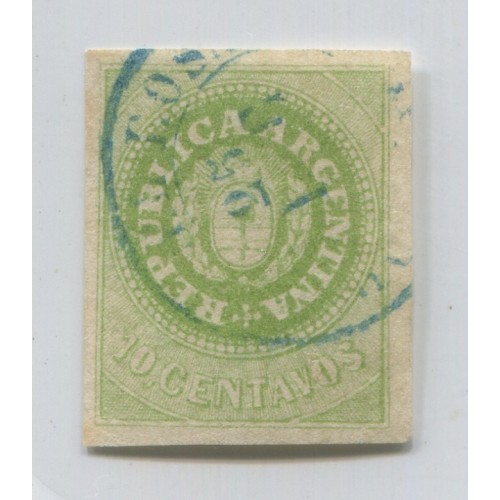 REPUBLICA ARGENTINA
10, CENTAVOS